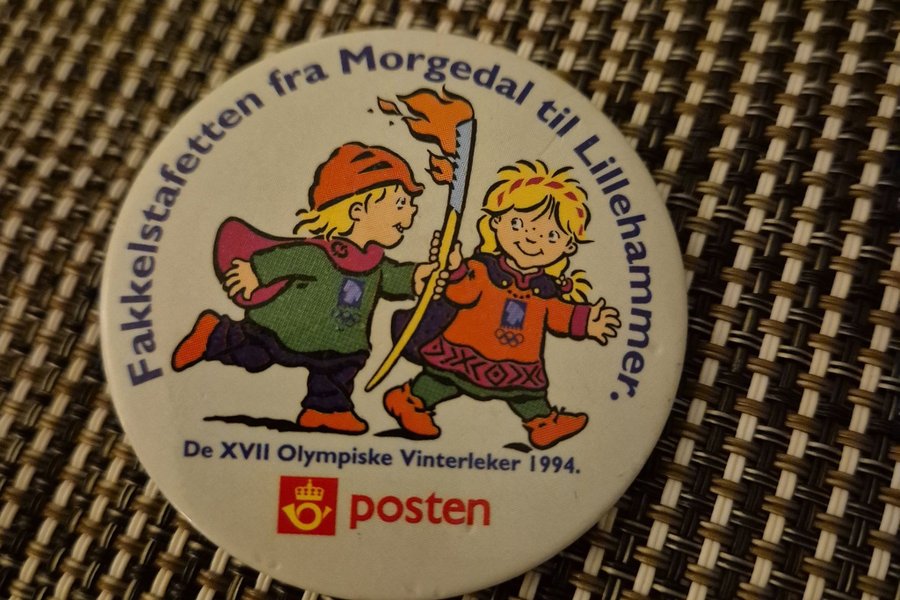 Fakkelstafetten fra Morgedal til Lillehammer.
De XVII Olympiske Vinterleker 1994.
posten